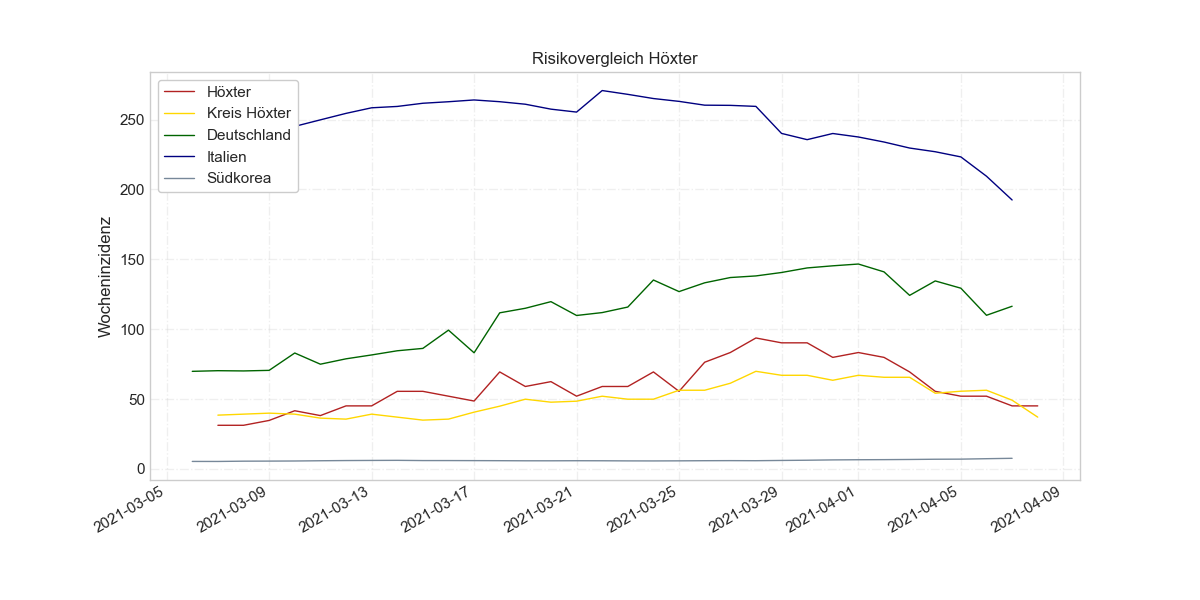 Risikovergleich Höxter
Höxter
Kreis Höxter
Deutschland
Italien
Südkorea
Wocheninzidenz
250
200
150
100
50
0
2021-03-05
2021-03-09
2021-03-13
2021-03-17
2021-03-21
2021-03-25
2021-03-29
2021-04-01
2021-04-05
2021-04-09